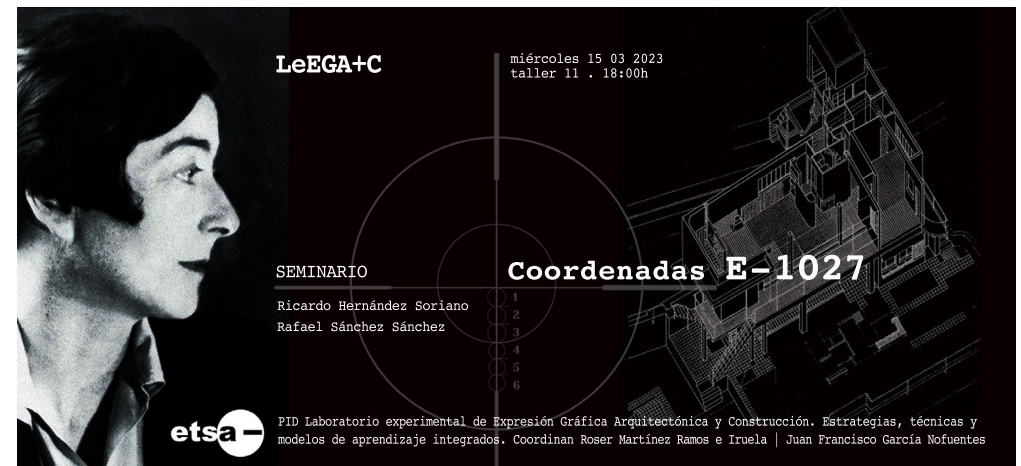 LeEGA+C
miércoles 15 03 2023
taller 11 . 18:00h
SEMINARIO
Coordenadas E-1027
Ricardo Hernández Soriano
Rafael Sánchez Sánchez
1
2
3
4
5
6
etsa
PID Laboratorio experimental de Expresión Gráfica Arquitectónica y Construcción. Estrategias, técnicas y
modelos de aprendizaje integrados. Coordinan Roser Martínez Ramos e Iruela | Juan Francisco García Nofuentes